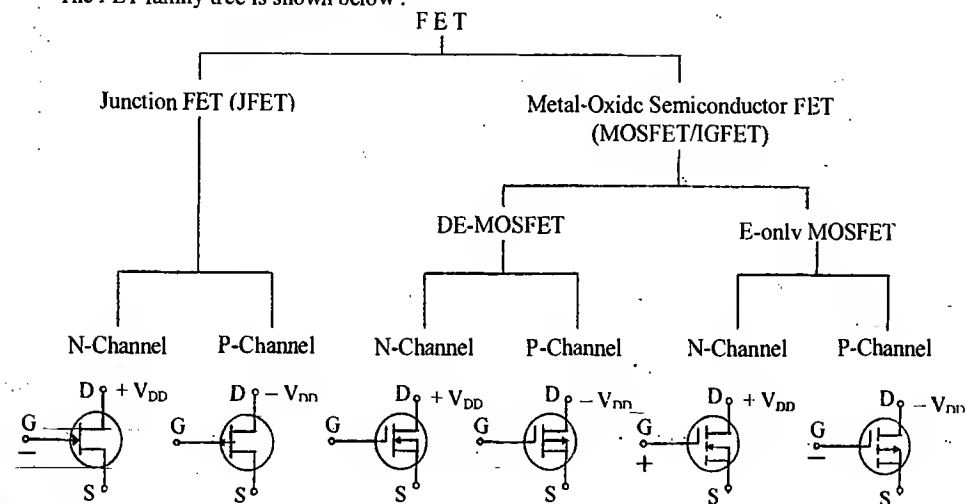 The FET family tree is shown below :
F E T
Junction FET (JFET)
Metal-Oxide Semiconductor FET
(MOSFET/IGFET)
DE-MOSFET
E-only MOSFET
N-Channel P-Channel N-Channel P-Channel N-Channel P-Channel
D + VDD D – VDD D + VDD D – VDD D + VDD D – VDD
G G G G G G
– + –
S S S S S S